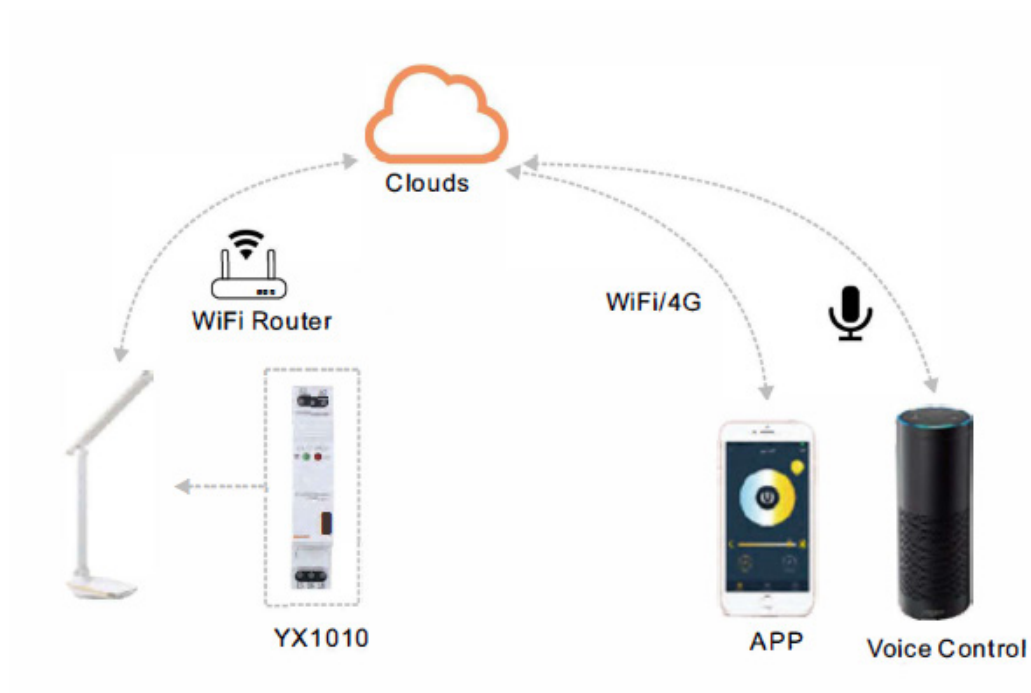 Clouds
WiFi Router
WiFi/4G
YX1010
APP
Voice Control